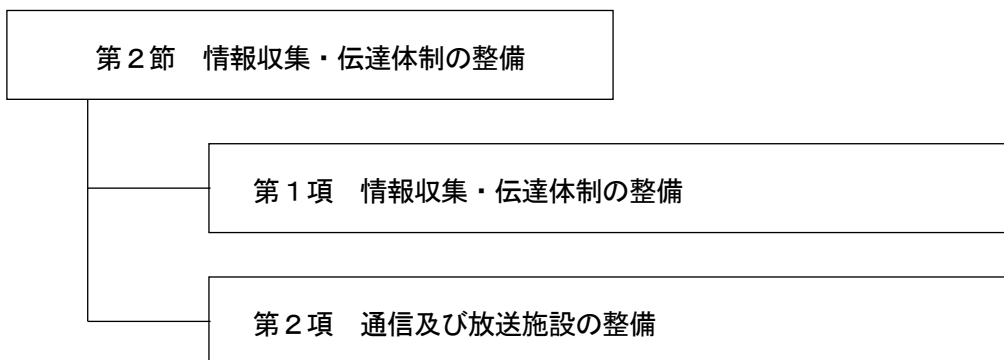 第２節　情報収集・伝達体制の整備
第１項　情報収集・伝達体制の整備
第２項　通信及び放送施設の整備